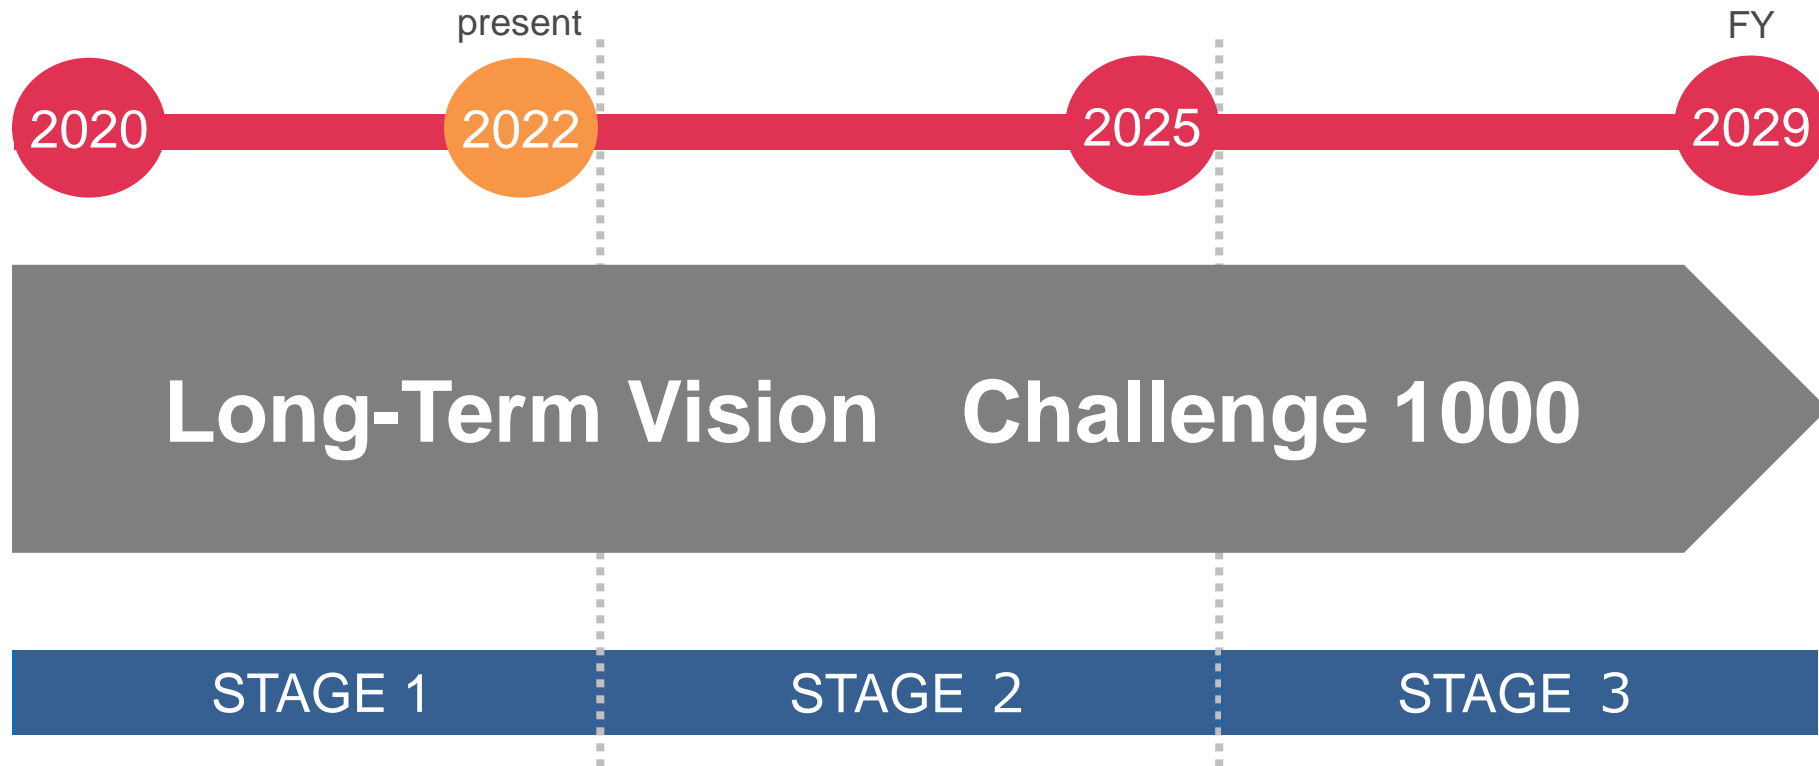 present FY
2020 2022 2025 2029
Long-Term Vision Challenge 1000
STAGE 1 STAGE 2 STAGE 3